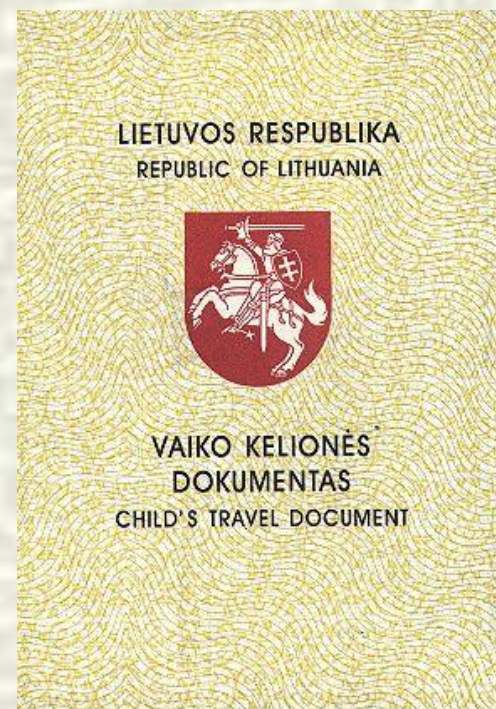 LIETUVOS RESPUBLIKA
REPUBLIC OF LITHUANIA
VAIKO KELIONĖS
DOKUMENTAS
CHILD'S TRAVEL DOCUMENT